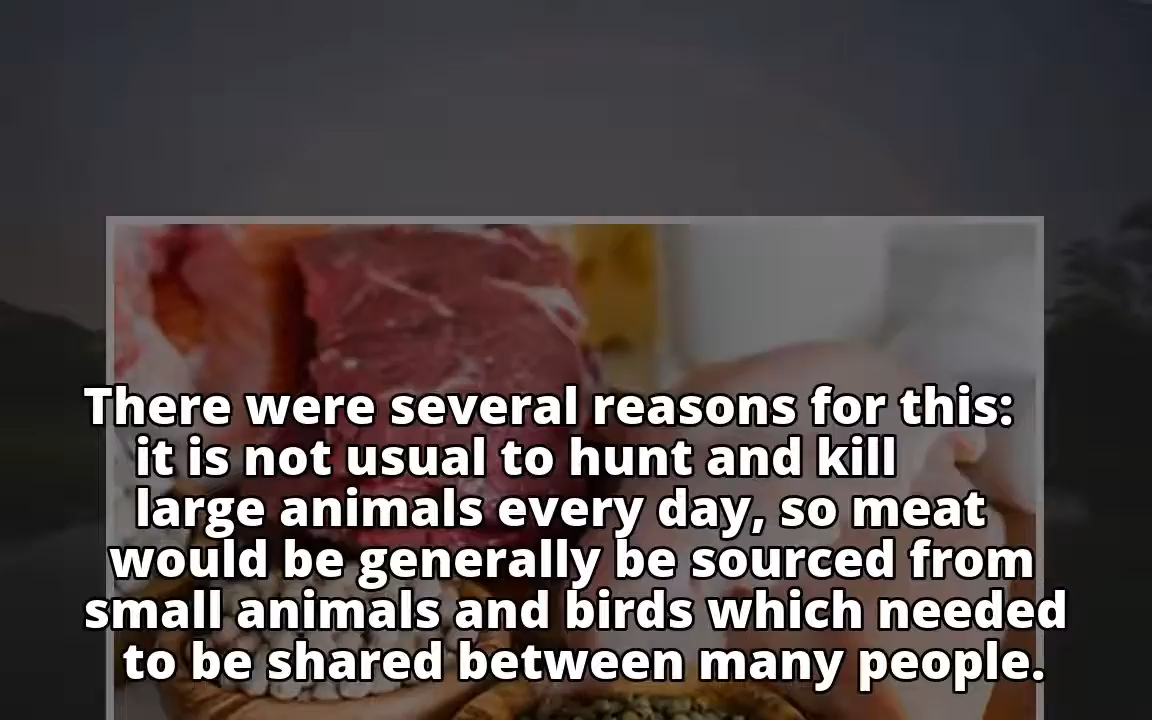 There were several reasons for this:
it is not usual to hunt and kill
large animals every day, so meat
would be generally be sourced from
small animals and birds which needed
to be shared between many people.